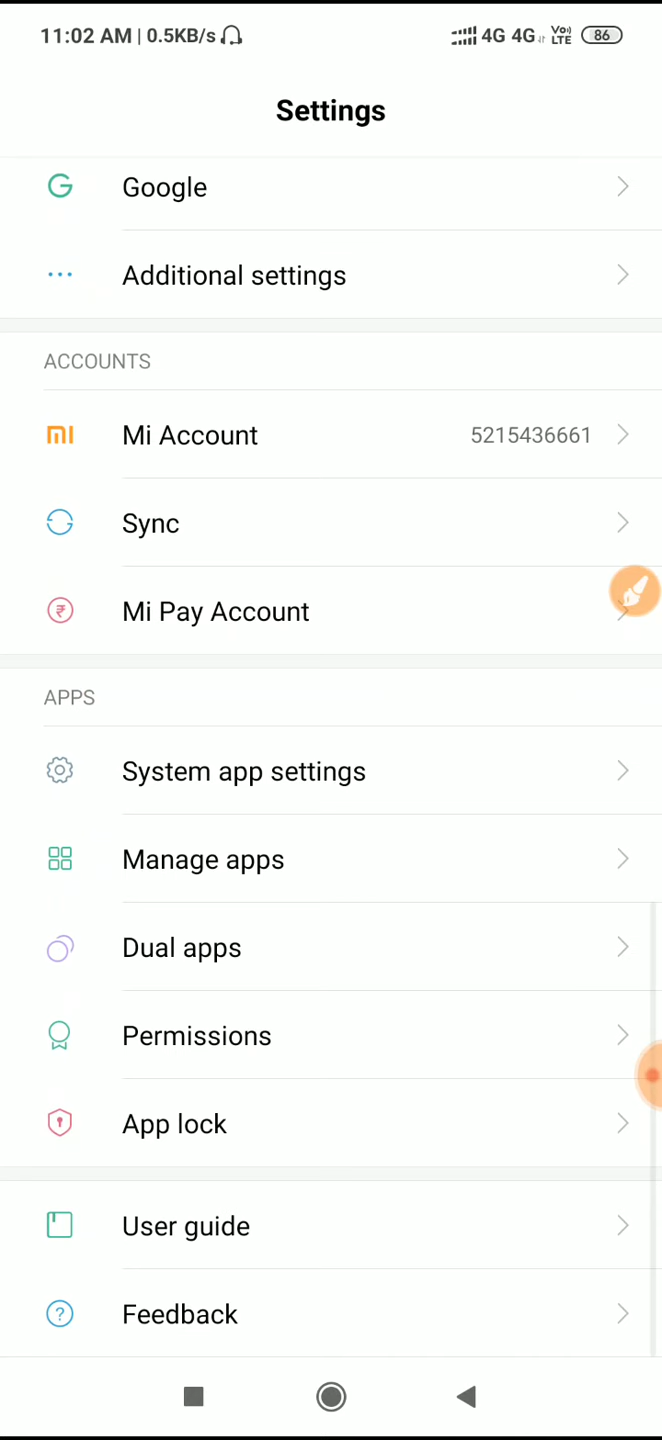 11:02 AM | 0.5KB/s 4G 4G Vo) LTE 86
Settings
Google
Additional settings
ACCOUNTS
Mi Account 5215436661
Sync
Mi Pay Account
APPS
System app settings
Manage apps
Dual apps
Permissions
App lock
User guide
Feedback